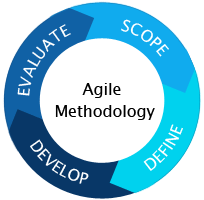 Agile
Methodology
SCOPE
DEFINE
DEVELOP
EVALUATE